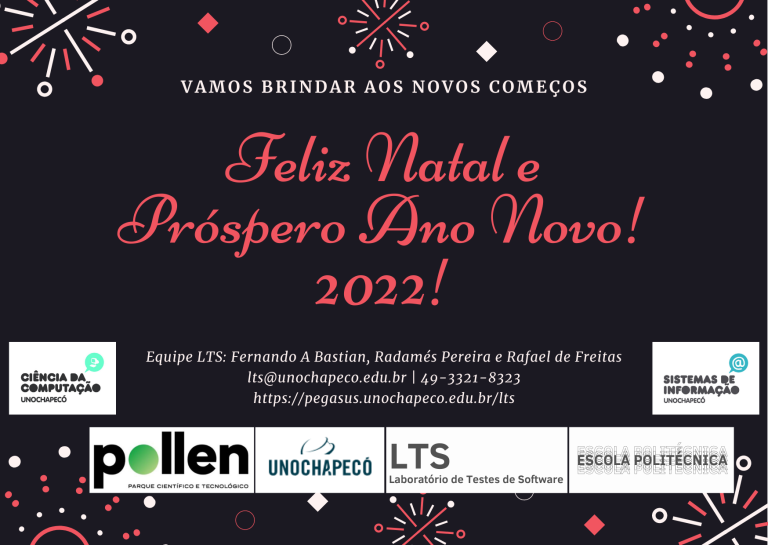 VAMOS BRINDAR AOS NOVOS COMEÇOS
Feliz Natal e
Próspero Ano Novo!
2022!
Equipe LTS: Fernando A Bastian, Radamés Pereira e Rafael de Freitas
lts@unochapeco.edu.br | 49-3321-8323
https://pegasus.unochapeco.edu.br/lts
CIÊNCIA DA
COMPUTAÇÃO
UNOCHAPECÓ
@
SISTEMAS DE
INFORMAÇÃO
UNOCHAPECÓ
pollen
PARQUE CIENTÍFICO E TECNOLÓGICO
UNOCHAPECÓ
LTS
Laboratório de Testes de Software
ESCOLA POLITÉCNICA